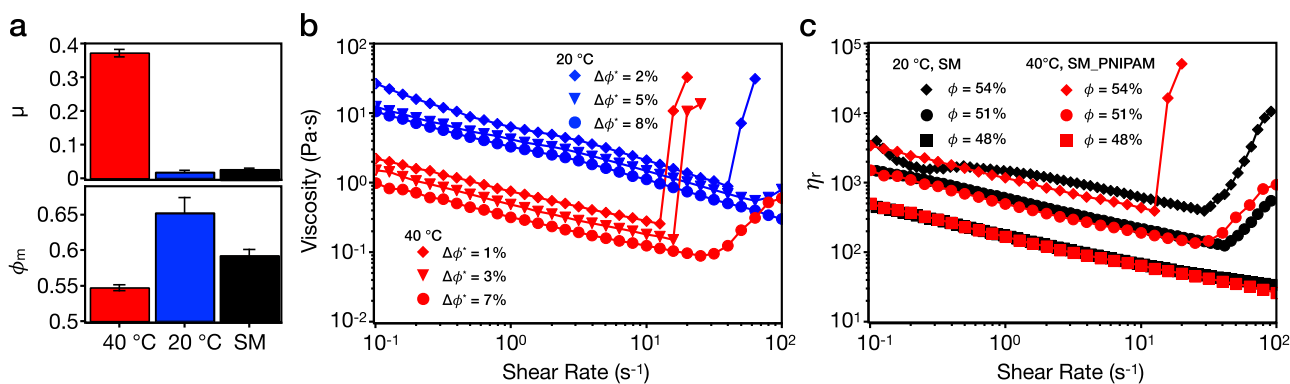 a
μ
0.4
0.3
0.2
0.1
0
ϕm
0.65
0.6
0.55
0.5
40 °C 20 °C SM
b
Viscosity (Pa·s)
10²
10¹
10⁰
10⁻¹
10⁻²
20 °C
Δϕ* = 2%
Δϕ* = 5%
Δϕ* = 8%
40 °C
Δϕ* = 1%
Δϕ* = 3%
Δϕ* = 7%
10⁻¹ 10⁰ 10¹ 10²
Shear Rate (s⁻¹)
c
ηr
10⁵
10⁴
10³
10²
10¹
20 °C, SM
ϕ = 54%
ϕ = 51%
ϕ = 48%
40°C, SM_PNIPAM
ϕ = 54%
ϕ = 51%
ϕ = 48%
10⁻¹ 10⁰ 10¹ 10²
Shear Rate (s⁻¹)